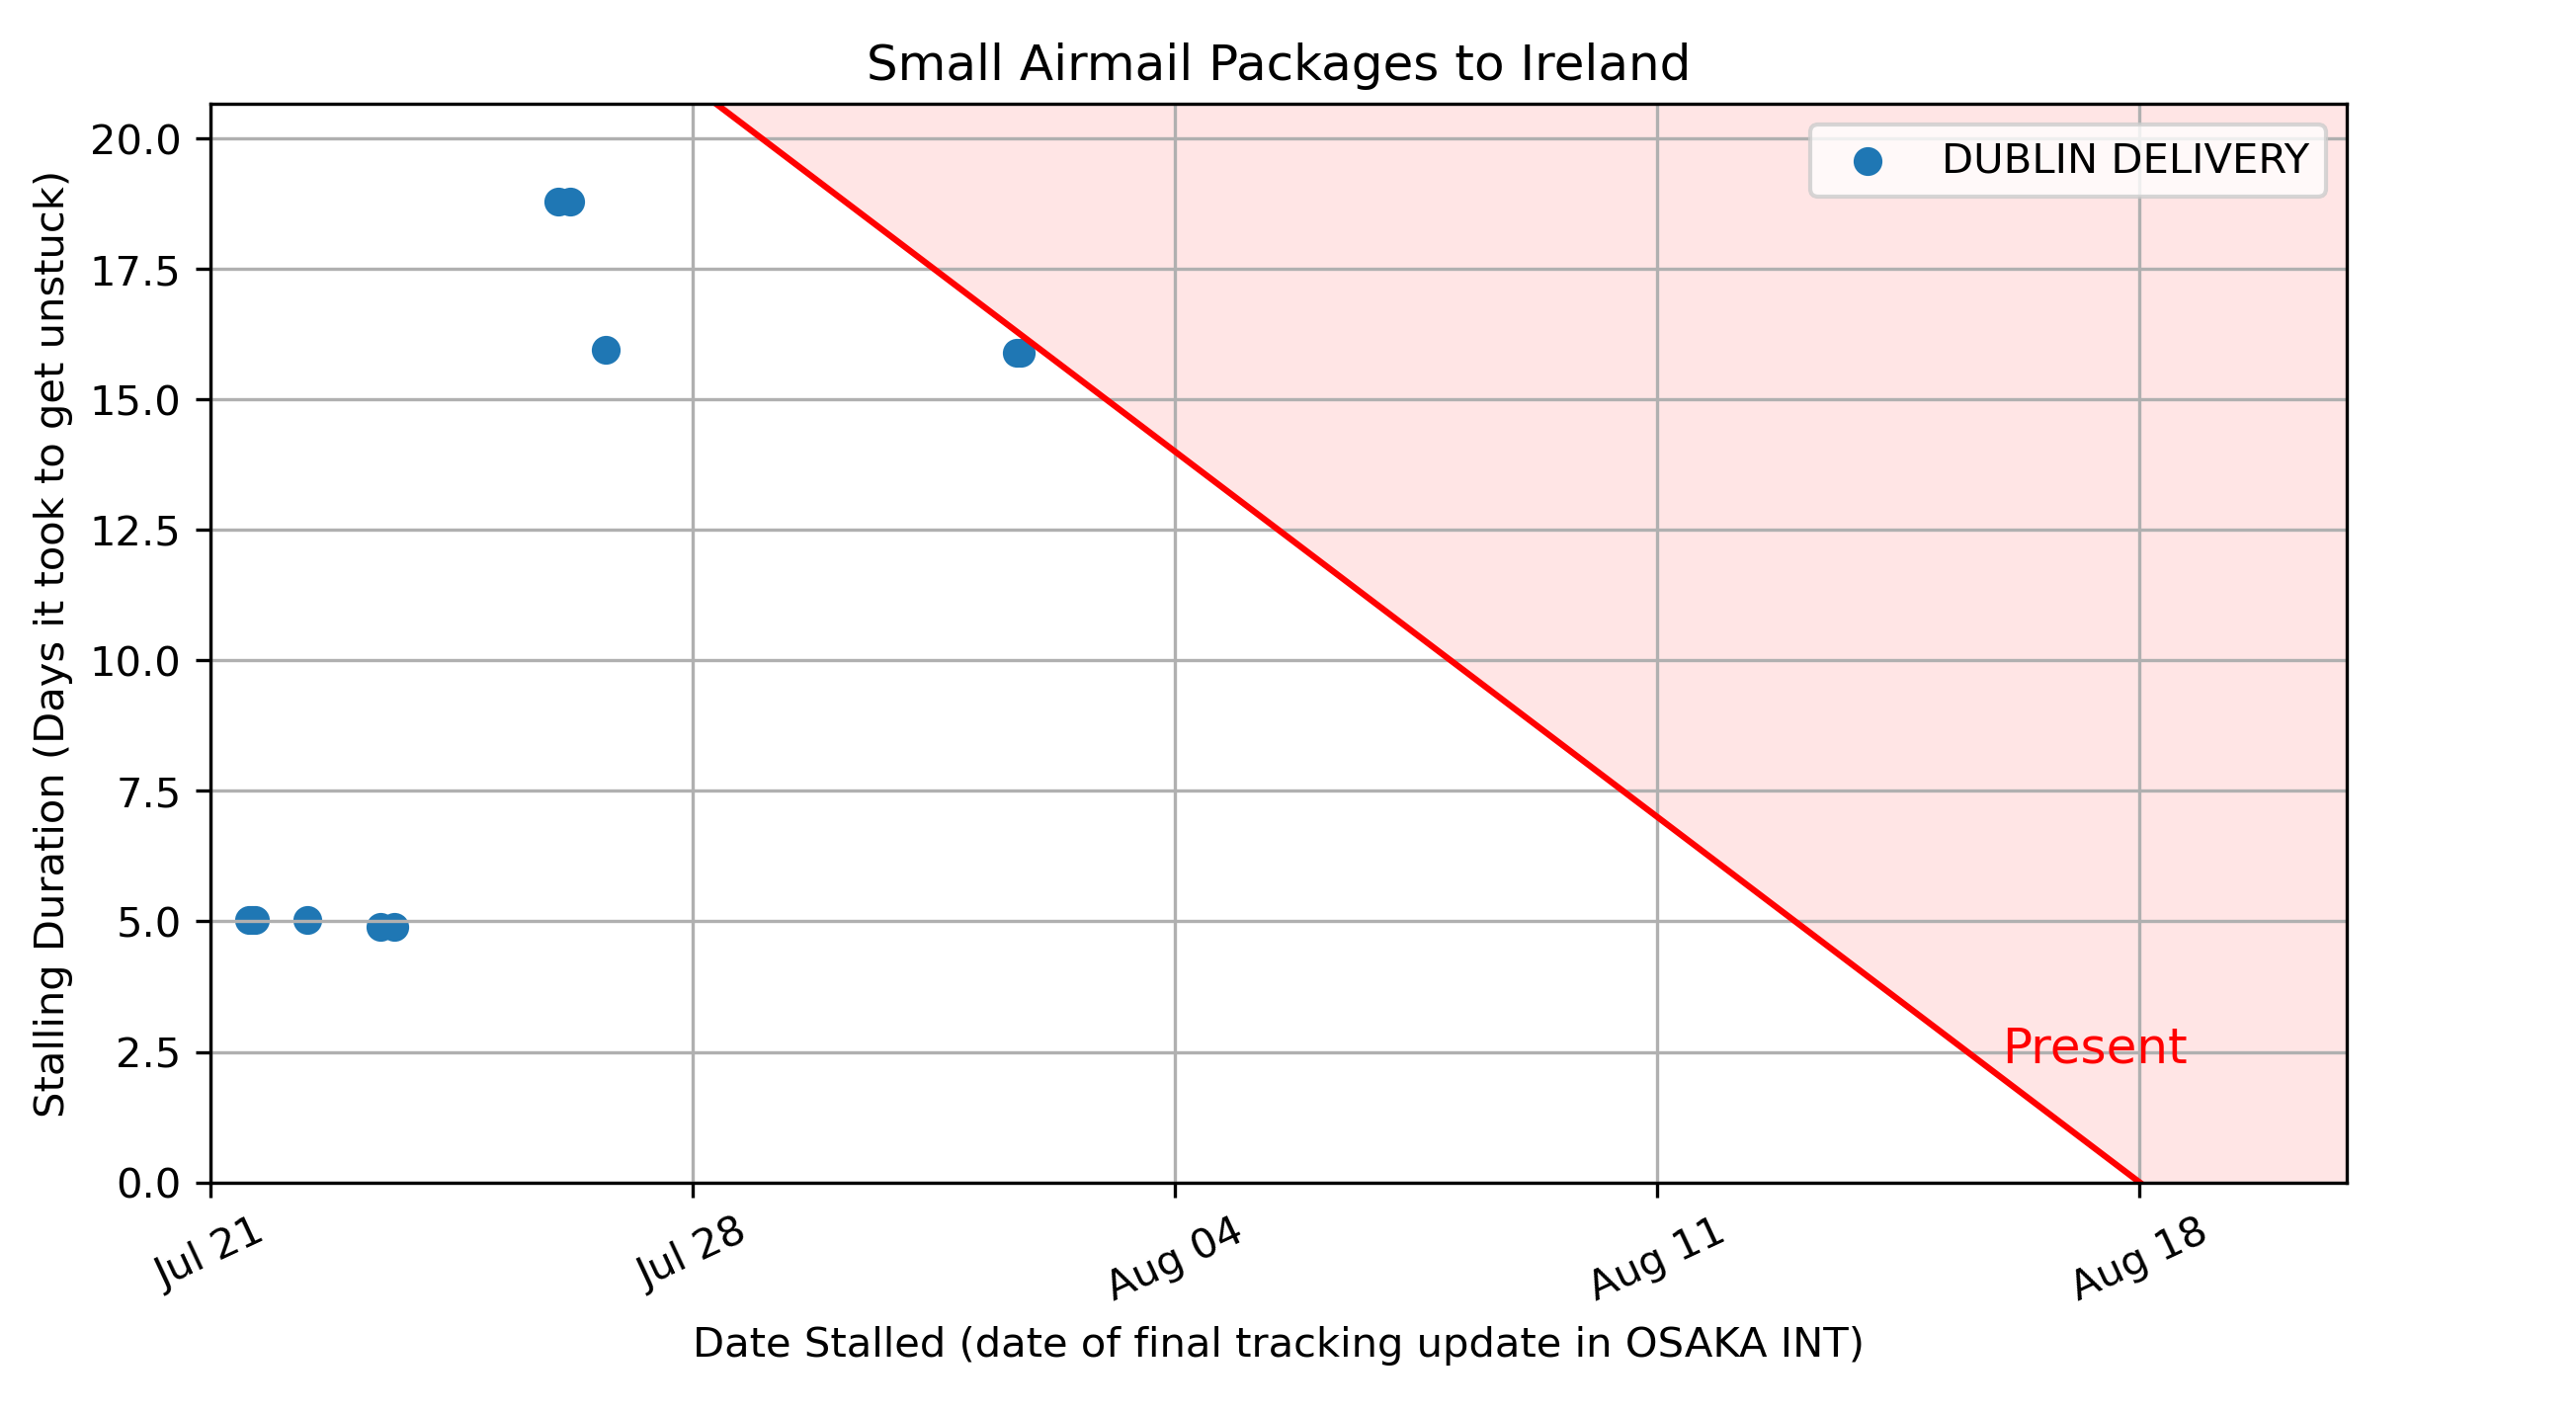 Small Airmail Packages to Ireland
DUBLIN DELIVERY
Stalling Duration (Days it took to get unstuck)
20.0
17.5
15.0
12.5
10.0
7.5
5.0
2.5
0.0
Present
Jul 21
Jul 28
Aug 04
Aug 11
Aug 18
Date Stalled (date of final tracking update in OSAKA INT)